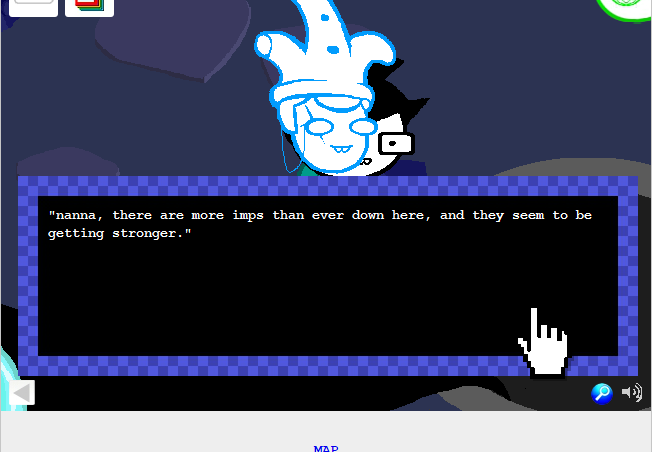 "nanna, there are more imps than ever down here, and they seem to be
getting stronger."
MAP